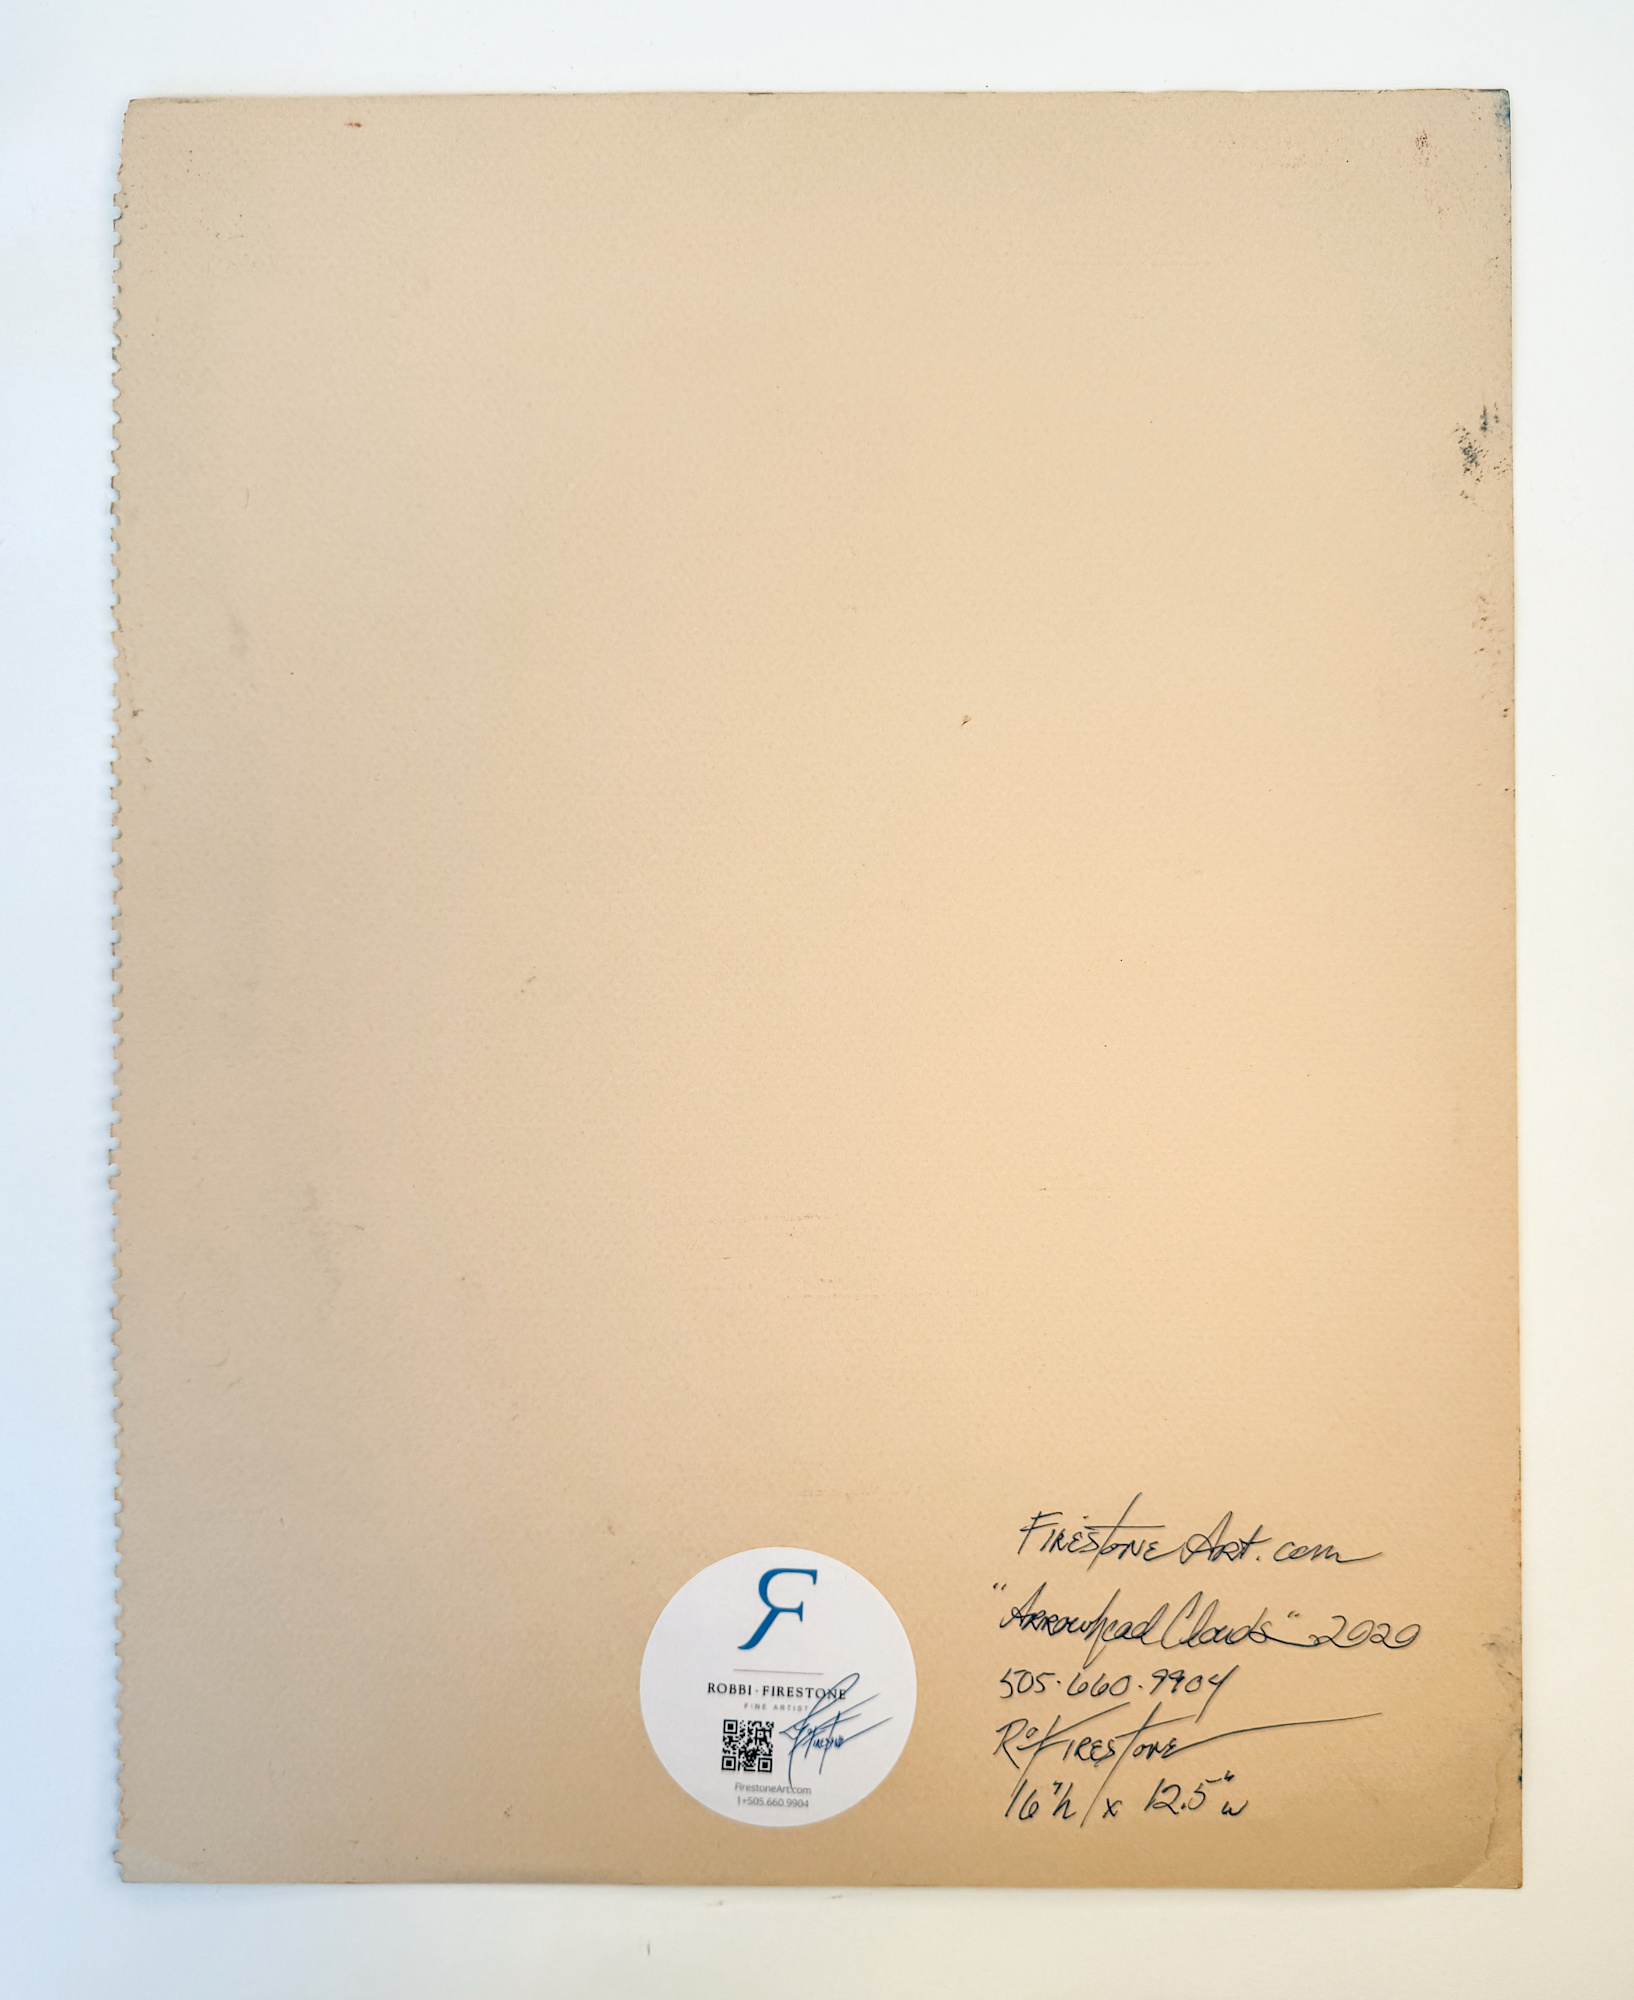 FirestoneArt.com
"Arrowhead Clouds" 2020
505·660·9904
R° Firestone
16"h x 12.5"w
ROBBI·FIRESTONE
FINE ARTIST
FirestoneArt.com
1+505.660.9904